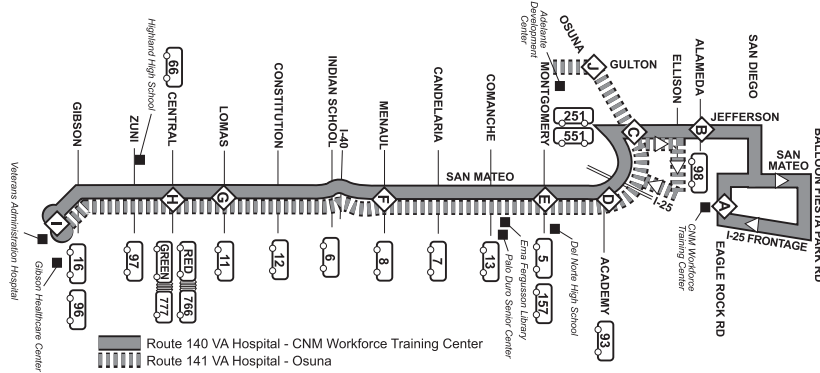 Highland High School
66
Adelante
Development
Center
OSUNA
J
GULTON
SAN DIEGO
ALAMEDA
ELLISON
MONTGOMERY
COMANCHE
CANDELARIA
MENAUL
I-40
INDIAN SCHOOL
CONSTITUTION
LOMAS
CENTRAL
ZUNI
GIBSON
251
551
C
B
JEFFERSON
BALLOON FIESTA PARK RD
SAN
MATEO
98
A
I-25 FRONTAGE
I-25
SAN MATEO
I
H
G
F
E
D
Veterans Administration Hospital
Gibson Healthcare Center
16
96
97
GREEN
777
RED
766
11
12
6
8
7
13
Erna Fergusson Library
Palo Duro Senior Center
5
157
Del Norte High School
ACADEMY
93
CNM Workforce
Training Center
EAGLE ROCK RD
Route 140 VA Hospital - CNM Workforce Training Center
Route 141 VA Hospital - Osuna